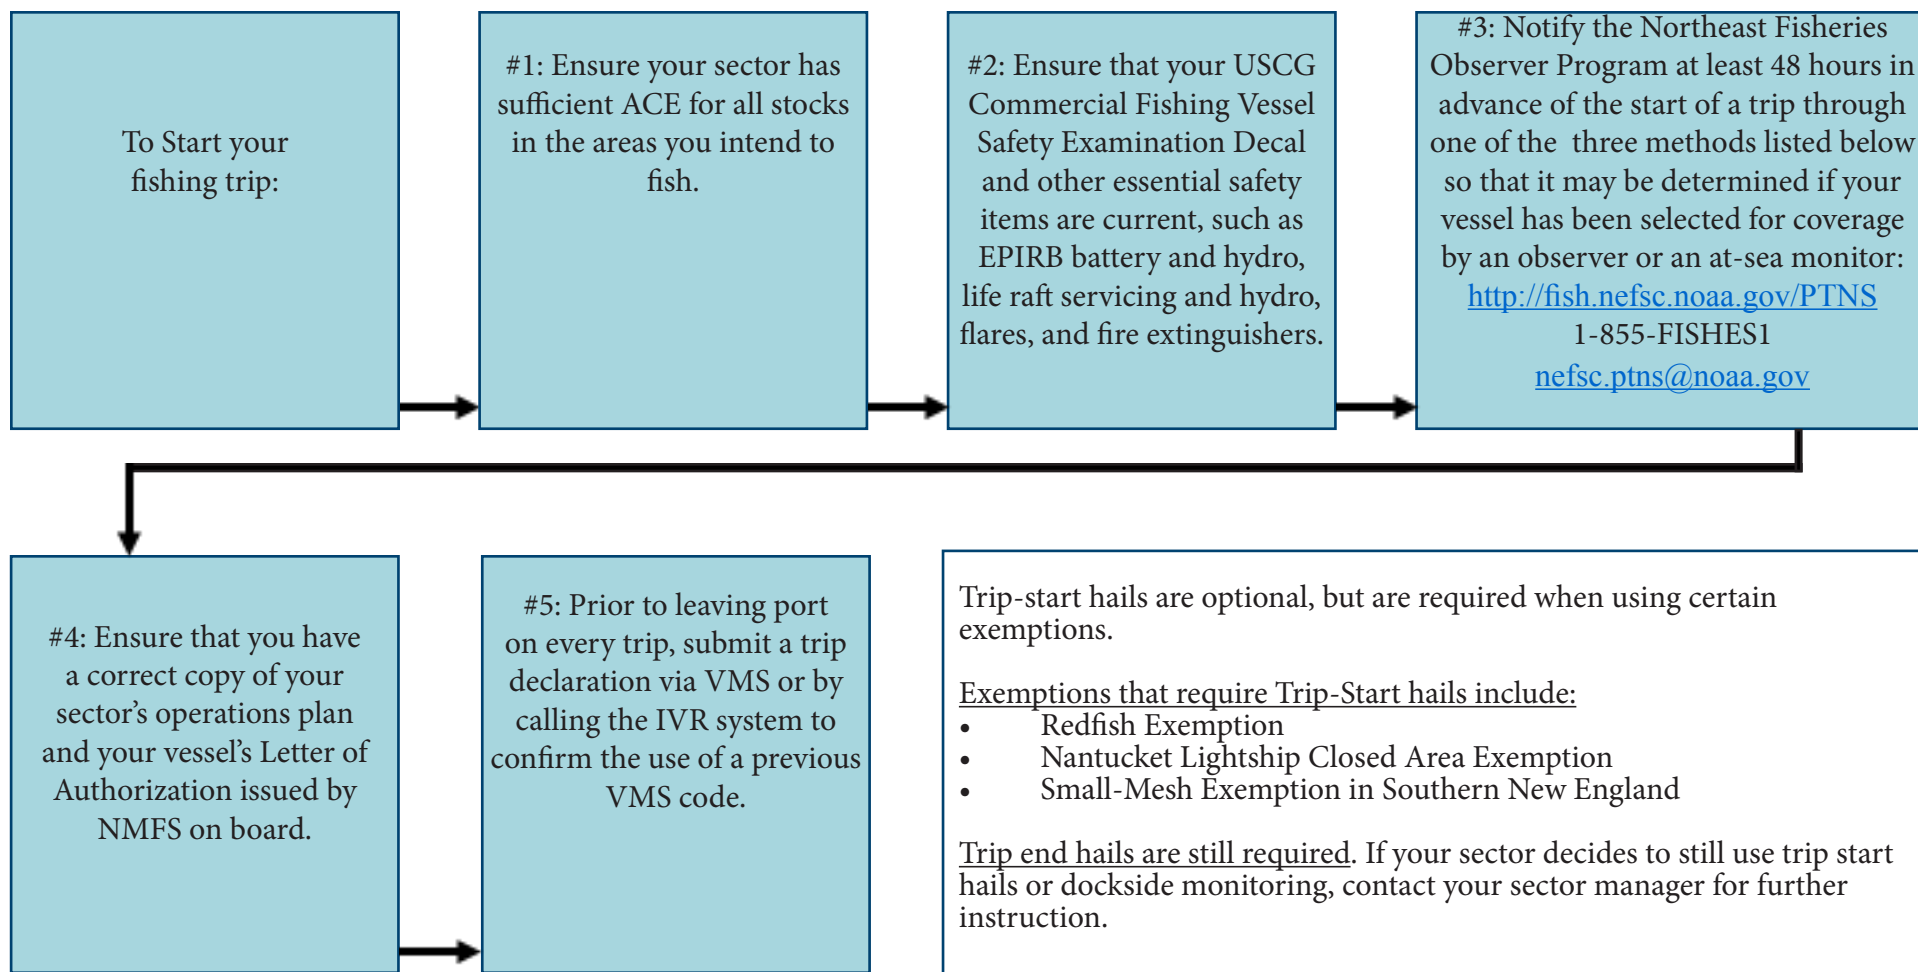 To Start your
fishing trip:
#1: Ensure your sector has
sufficient ACE for all stocks
in the areas you intend to
fish.
#2: Ensure that your USCG
Commercial Fishing Vessel
Safety Examination Decal
and other essential safety
items are current, such as
EPIRB battery and hydro,
life raft servicing and hydro,
flares, and fire extinguishers.
#3: Notify the Northeast Fisheries
Observer Program at least 48 hours in
advance of the start of a trip through
one of the three methods listed below
so that it may be determined if your
vessel has been selected for coverage
by an observer or an at-sea monitor:
http://fish.nefsc.noaa.gov/PTNS
1-855-FISHES1
nefsc.ptns@noaa.gov
#4: Ensure that you have
a correct copy of your
sector's operations plan
and your vessel's Letter of
Authorization issued by
NMFS on board.
#5: Prior to leaving port
on every trip, submit a trip
declaration via VMS or by
calling the IVR system to
confirm the use of a previous
VMS code.
Trip-start hails are optional, but are required when using certain
exemptions.
Exemptions that require Trip-Start hails include:
• Redfish Exemption
• Nantucket Lightship Closed Area Exemption
• Small-Mesh Exemption in Southern New England
Trip end hails are still required. If your sector decides to still use trip start
hails or dockside monitoring, contact your sector manager for further
instruction.